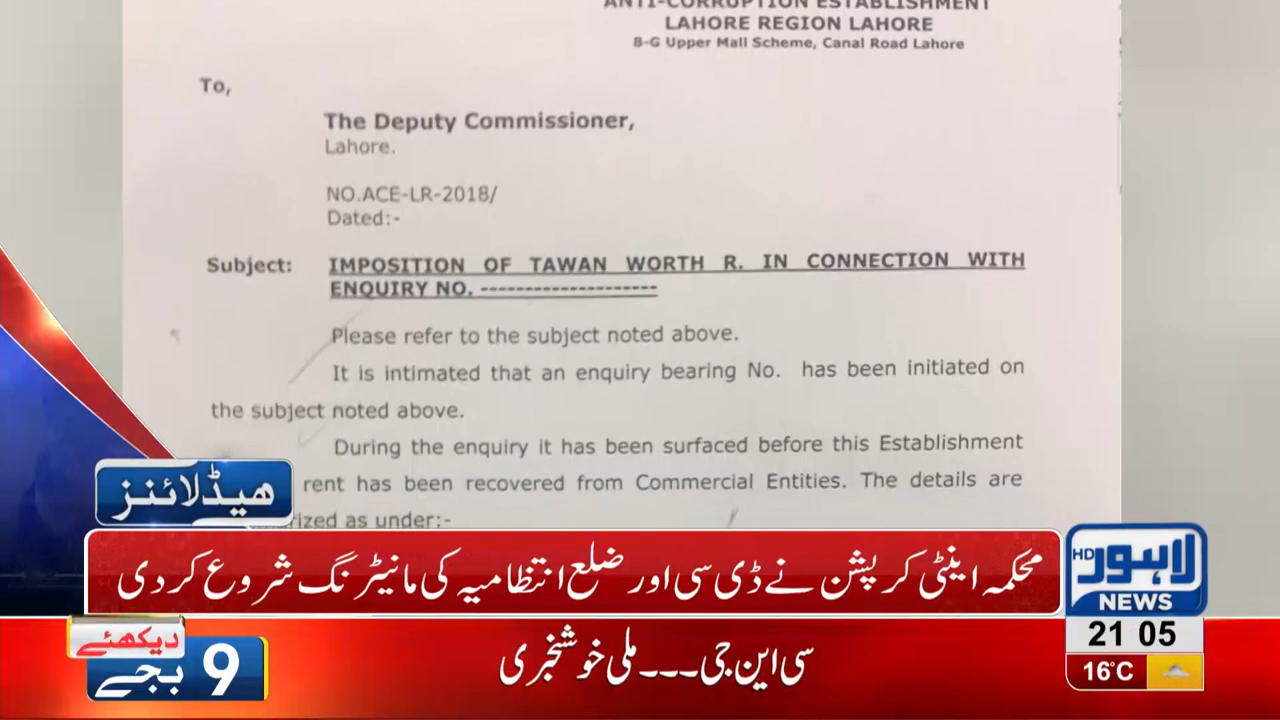 ANTI-CORRUPTION ESTABLISHMENT
LAHORE REGION LAHORE
8-G Upper Mall Scheme, Canal Road Lahore
To,
The Deputy Commissioner,
Lahore.
NO.ACE-LR-2018/
Dated:-
Subject: IMPOSITION OF TAWAN WORTH R. IN CONNECTION WITH
ENQUIRY NO. --------------------
Please refer to the subject noted above.
It is intimated that an enquiry bearing No. has been initiated on
the subject noted above.
During the enquiry it has been surfaced before this Establishment
rent has been recovered from Commercial Entities. The details are
as under:-
ھیڈلائنز
محکمہ اینٹی کرپشن نے ڈی سی اور ضلع انتظامیہ کی مانیٹرنگ شروع کر دی
لاہور HD
NEWS
21 05
16°C
دیکھئے
9 بجے
سی این جی۔۔۔ ملی خوشخبری